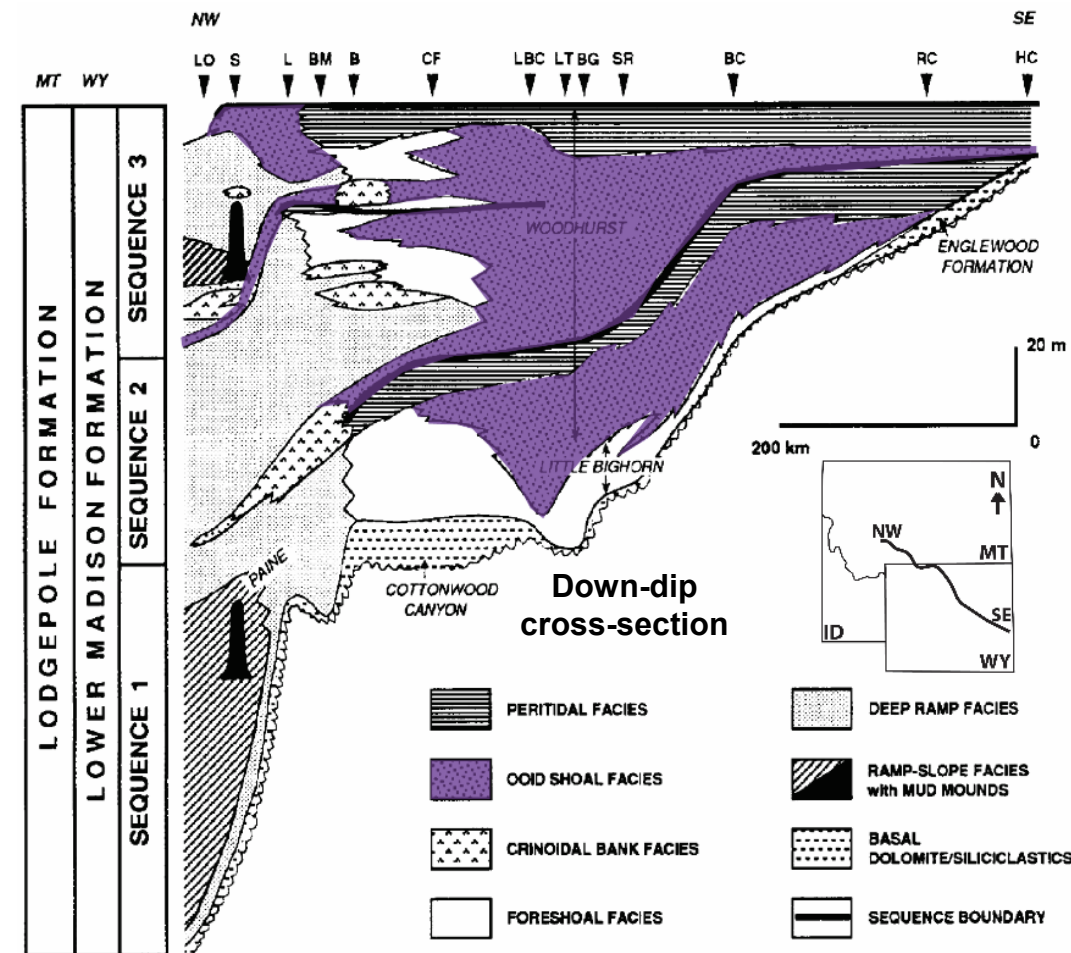 NW
SE
LO S L BM B CF LBC LT BG SR BC RC HC
MT WY
LODGEPOLE FORMATION
LOWER MADISON FORMATION
SEQUENCE 3
SEQUENCE 2
SEQUENCE 1
WOODHURST
ENGLEWOOD
FORMATION
20 m
0
200 km
LITTLE BIGHORN
PAINE
COTTONWOOD
CANYON
Down-dip
cross-section
N
NW
MT
SE
ID
WY
PERITIDAL FACIES
OOID SHOAL FACIES
CRINOIDAL BANK FACIES
FORESHOAL FACIES
DEEP RAMP FACIES
RAMP-SLOPE FACIES
with MUD MOUNDS
BASAL
DOLOMITE/SILICICLASTICS
SEQUENCE BOUNDARY